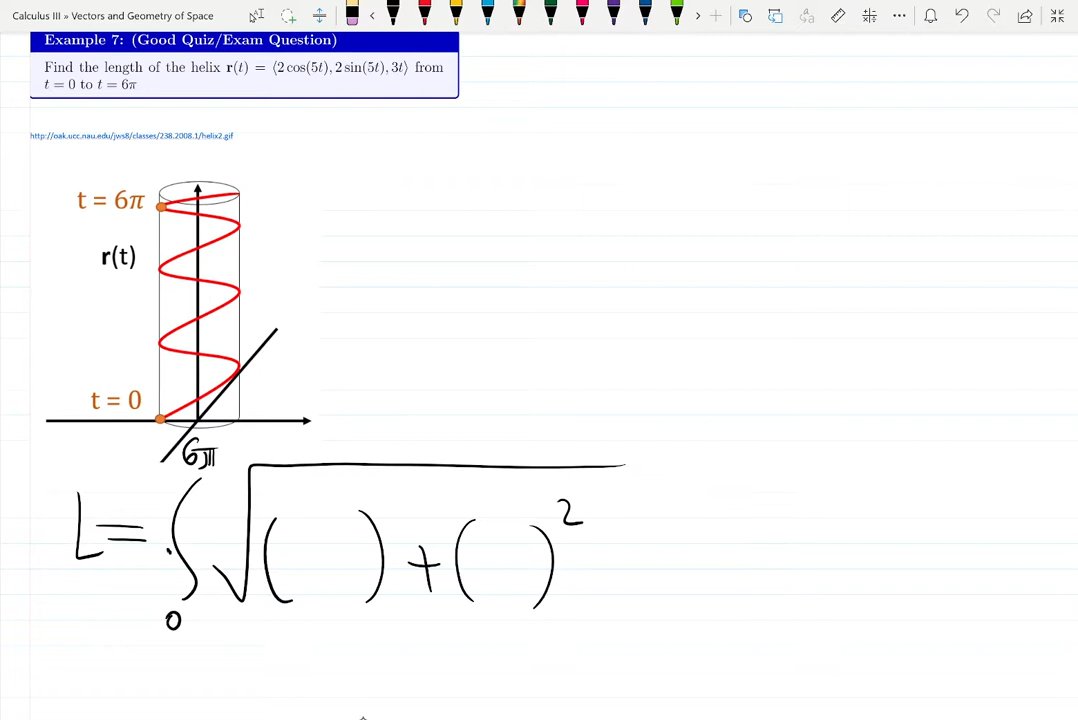 Calculus III » Vectors and Geometry of Space
Example 7: (Good Quiz/Exam Question)
Find the length of the helix r(t) = ⟨2 cos(5t), 2 sin(5t), 3t⟩ from
t = 0 to t = 6π
http://oak.ucc.nau.edu/jws8/classes/238.2008.1/helix2.gif
t = 6π
r(t)
t = 0
6π
L = ∫ √( ) + ( )²
0